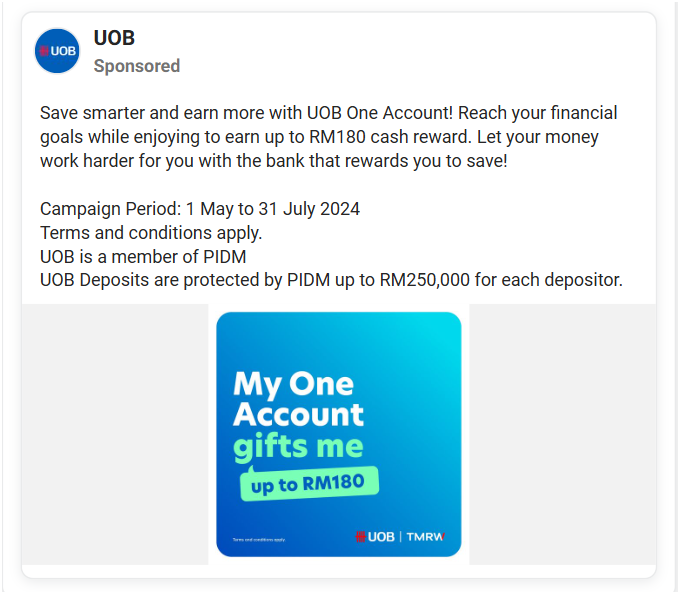 UOB
UOB
Sponsored
Save smarter and earn more with UOB One Account! Reach your financial
goals while enjoying to earn up to RM180 cash reward. Let your money
work harder for you with the bank that rewards you to save!
Campaign Period: 1 May to 31 July 2024
Terms and conditions apply.
UOB is a member of PIDM
UOB Deposits are protected by PIDM up to RM250,000 for each depositor.
My One
Account
gifts me
up to RM180
Terms and conditions apply.
UOB | TMRW